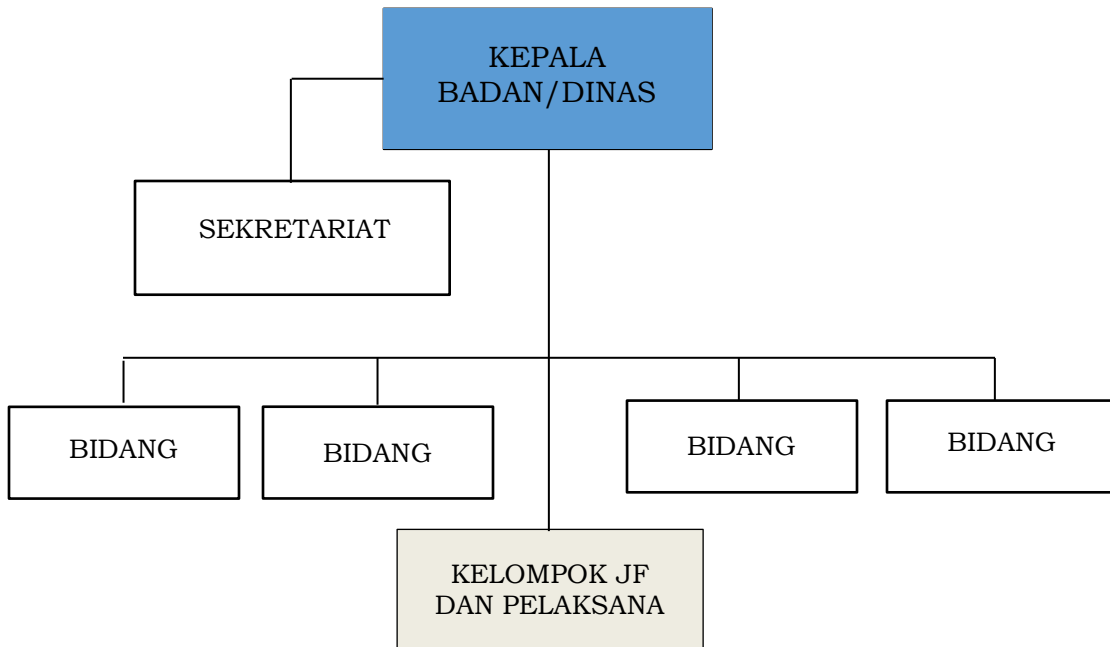 KEPALA
BADAN/DINAS
SEKRETARIAT
BIDANG
BIDANG
BIDANG
BIDANG
KELOMPOK JF
DAN PELAKSANA